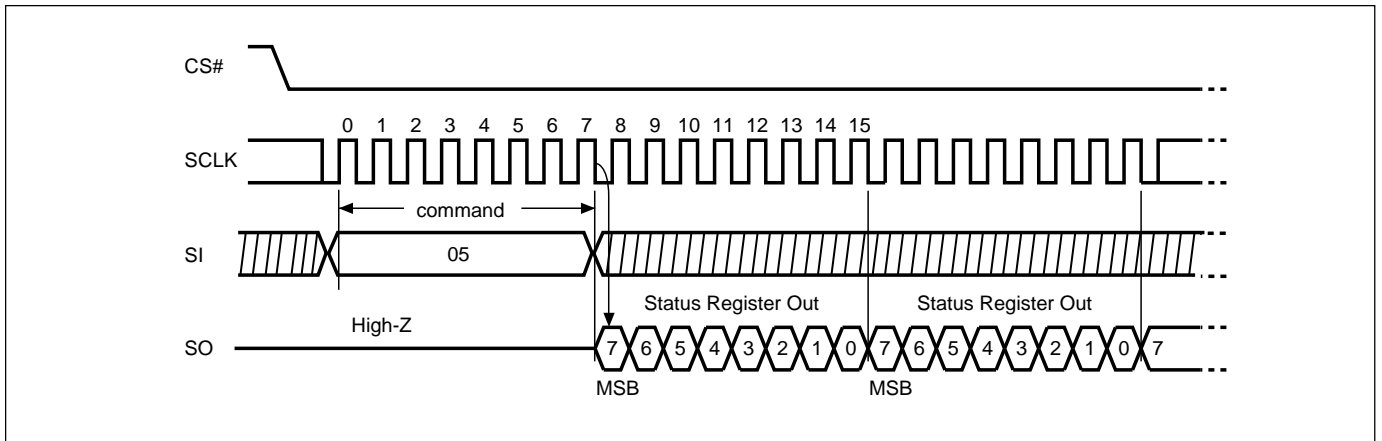 CS#
0 1 2 3 4 5 6 7 8 9 10 11 12 13 14 15
SCLK
command
SI 05
Status Register Out Status Register Out
High-Z
SO 7 6 5 4 3 2 1 0 7 6 5 4 3 2 1 0 7
MSB MSB